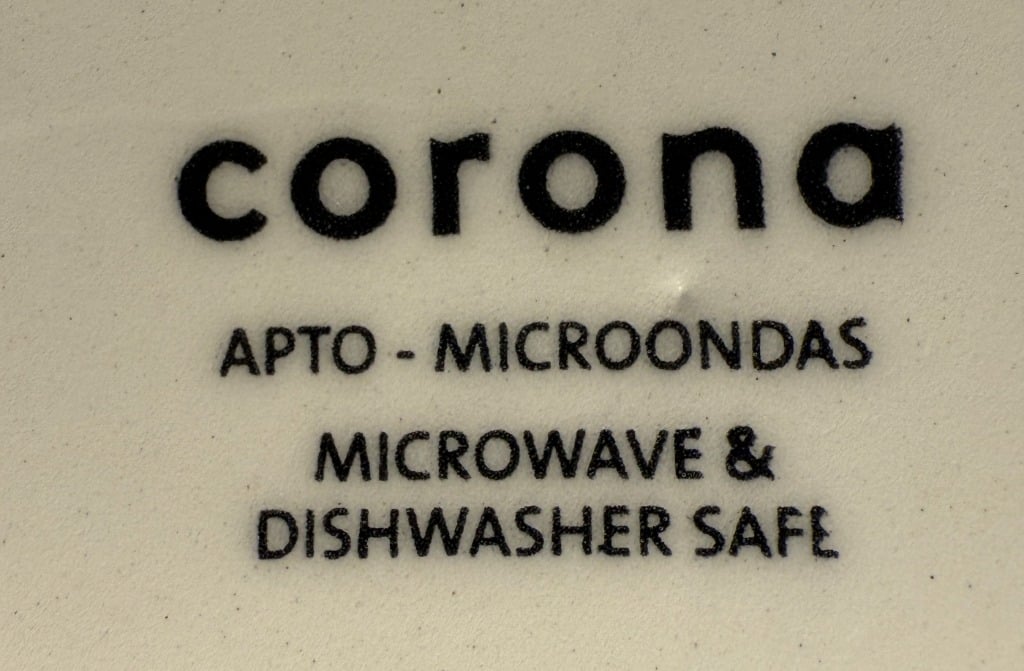 corona
APTO - MICROONDAS
MICROWAVE &
DISHWASHER SAFE